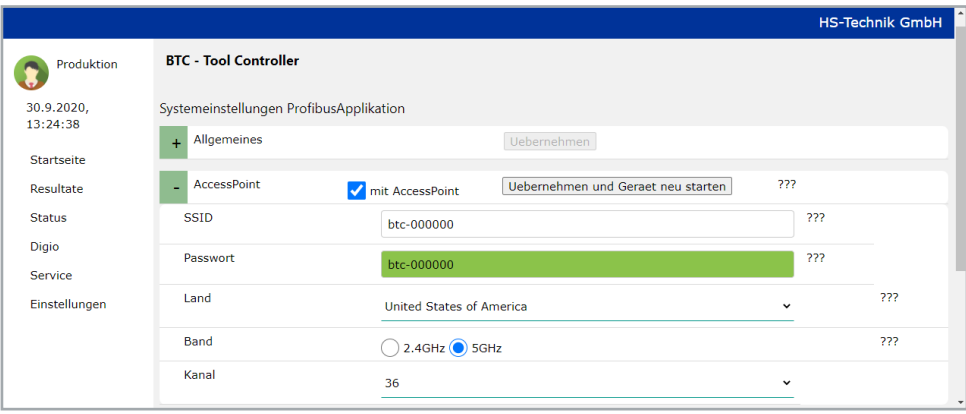 HS-Technik GmbH
Produktion
BTC - Tool Controller
30.9.2020,
13:24:38
Systemeinstellungen ProfibusApplikation
+ Allgemeines Uebernehmen
Startseite
Resultate
Status
Digio
Service
Einstellungen
- AccessPoint mit AccessPoint Uebernehmen und Geraet neu starten ???
SSID btc-000000 ???
Passwort btc-000000 ???
Land United States of America ???
Band 2.4GHz 5GHz ???
Kanal 36